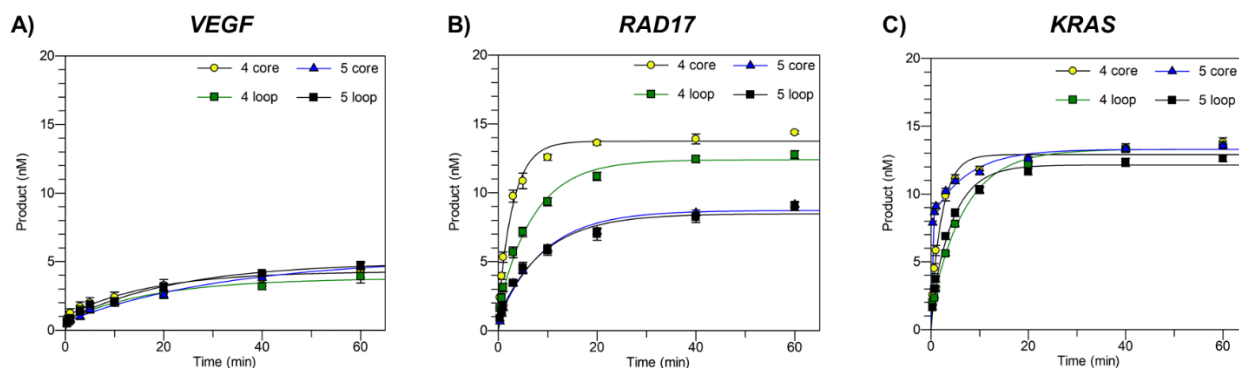 A) VEGF
Product (nM)
20
15
10
5
0
4 core
5 core
4 loop
5 loop
0 20 40 60
Time (min)
B) RAD17
Product (nM)
20
15
10
5
0
4 core
5 core
4 loop
5 loop
0 20 40 60
Time (min)
C) KRAS
Product (nM)
20
15
10
5
0
4 core
5 core
4 loop
5 loop
0 20 40 60
Time (min)